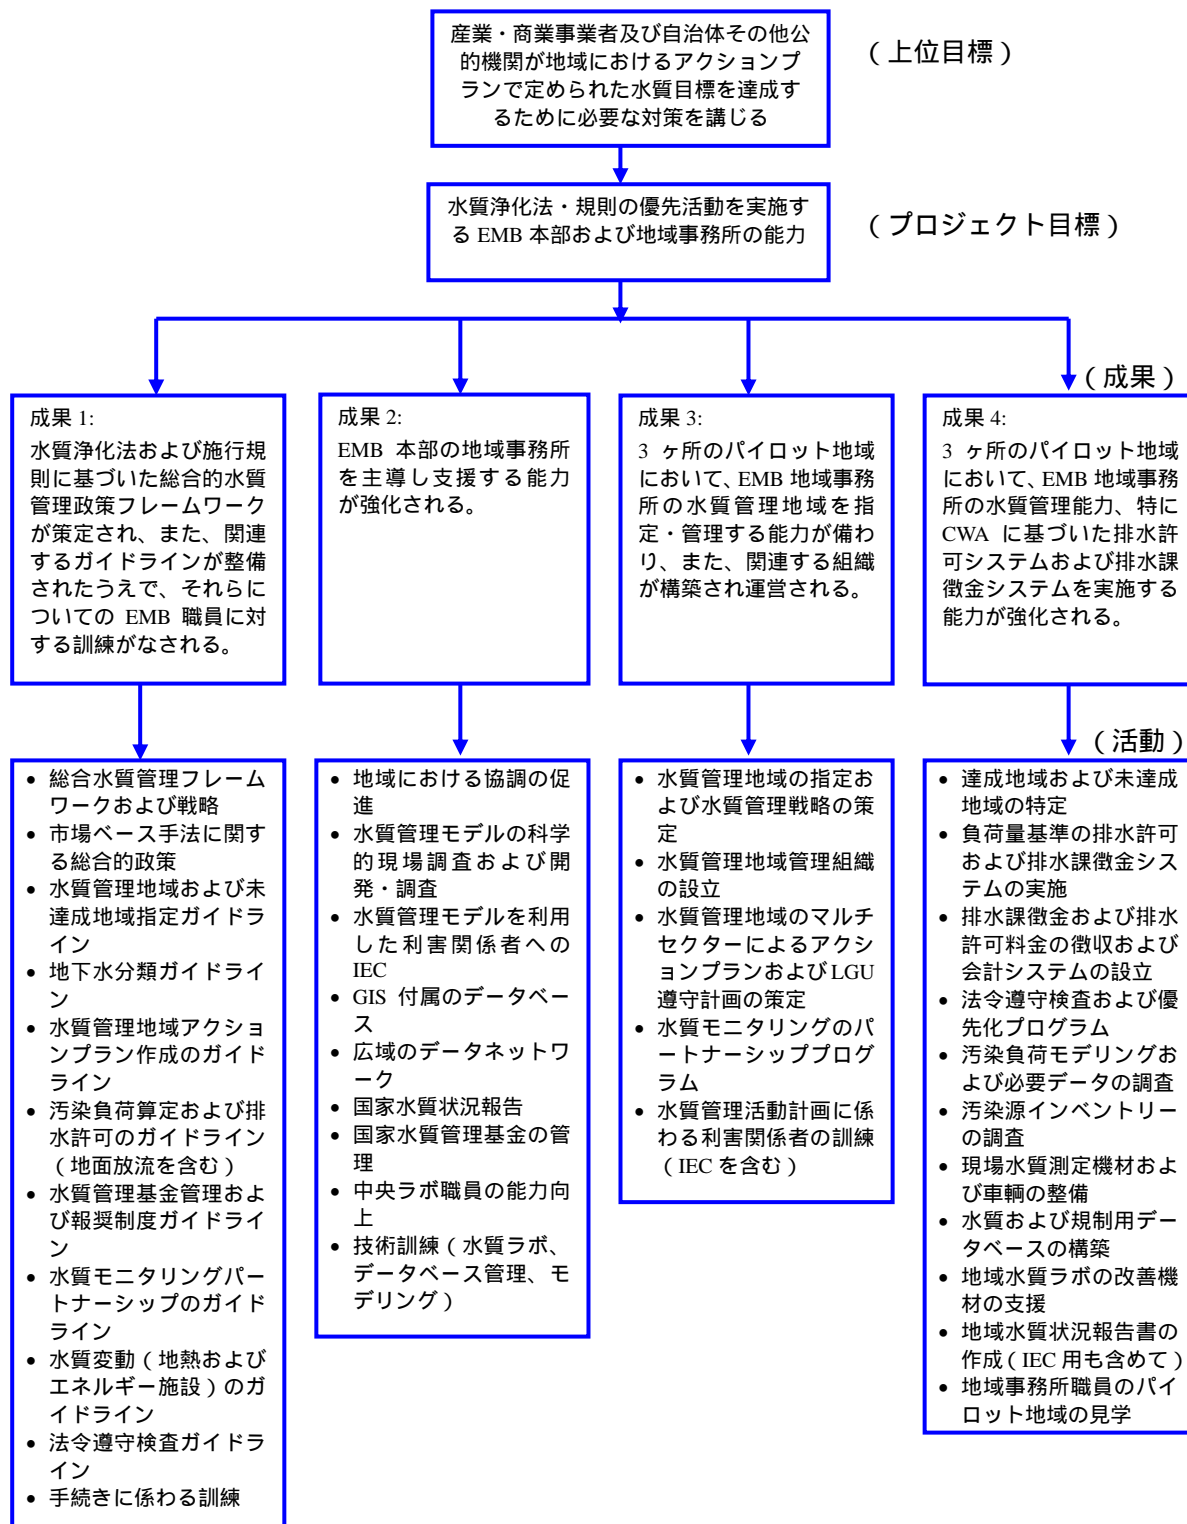 産業・商業事業者及び自治体その他公
的機関が地域におけるアクションプ
ランで定められた水質目標を達成す
るために必要な対策を講じる
（上位目標）
水質浄化法・規則の優先活動を実施す
る EMB 本部および地域事務所の能力
（プロジェクト目標）
（成果）
成果 1:
水質浄化法および施行規
則に基づいた総合的水質
管理政策フレームワーク
が策定され、また、関連
するガイドラインが整備
されたうえで、それらに
ついての EMB 職員に対
する訓練がなされる。
成果 2:
EMB 本部の地域事務所
を主導し支援する能力
が強化される。
成果 3:
3 ヶ所のパイロット地域
において、EMB 地域事務
所の水質管理地域を指
定・管理する能力が備わ
り、また、関連する組織
が構築され運営される。
成果 4:
3 ヶ所のパイロット地域
において、EMB 地域事務
所の水質管理能力、特に
CWA に基づいた排水許
可システムおよび排水課
徴金システムを実施する
能力が強化される。
（活動）
• 総合水質管理フレーム
ワークおよび戦略
• 市場ベース手法に関す
る総合的政策
• 水質管理地域および未
達成地域指定ガイドラ
イン
• 地下水分類ガイドライ
ン
• 水質管理地域アクショ
ンプラン作成のガイド
ライン
• 汚染負荷算定および排
水許可のガイドライン
（地面放流を含む）
• 水質管理基金管理およ
び報奨制度ガイドライ
ン
• 水質モニタリングパー
トナーシップのガイド
ライン
• 水質変動（地熱および
エネルギー施設）のガ
イドライン
• 法令遵守検査ガイドラ
イン
• 手続きに係わる訓練
• 地域における協調の促
進
• 水質管理モデルの科学
的現場調査および開
発・調査
• 水質管理モデルを利用
した利害関係者への
IEC
• GIS 付属のデータベー
ス
• 広域のデータネットワ
ーク
• 国家水質状況報告
• 国家水質管理基金の管
理
• 中央ラボ職員の能力向
上
• 技術訓練（水質ラボ、
データベース管理、モ
デリング）
• 水質管理地域の指定お
よび水質管理戦略の策
定
• 水質管理地域管理組織
の設立
• 水質管理地域のマルチ
セクターによるアクシ
ョンプランおよび LGU
遵守計画の策定
• 水質モニタリングのパ
ートナーシッププログ
ラム
• 水質管理活動計画に係
わる利害関係者の訓練
（IEC を含む）
• 達成地域および未達成
地域の特定
• 負荷量基準の排水許可
および排水課徴金シス
テムの実施
• 排水課徴金および排水
許可料金の徴収および
会計システムの設立
• 法令遵守検査および優
先化プログラム
• 汚染負荷モデリングお
よび必要データの調査
• 汚染源インベントリー
の調査
• 現場水質測定機材およ
び車輌の整備
• 水質および規制用デー
タベースの構築
• 地域水質ラボの改善機
材の支援
• 地域水質状況報告書の
作成（IEC 用も含めて）
• 地域事務所職員のパイ
ロット地域の見学